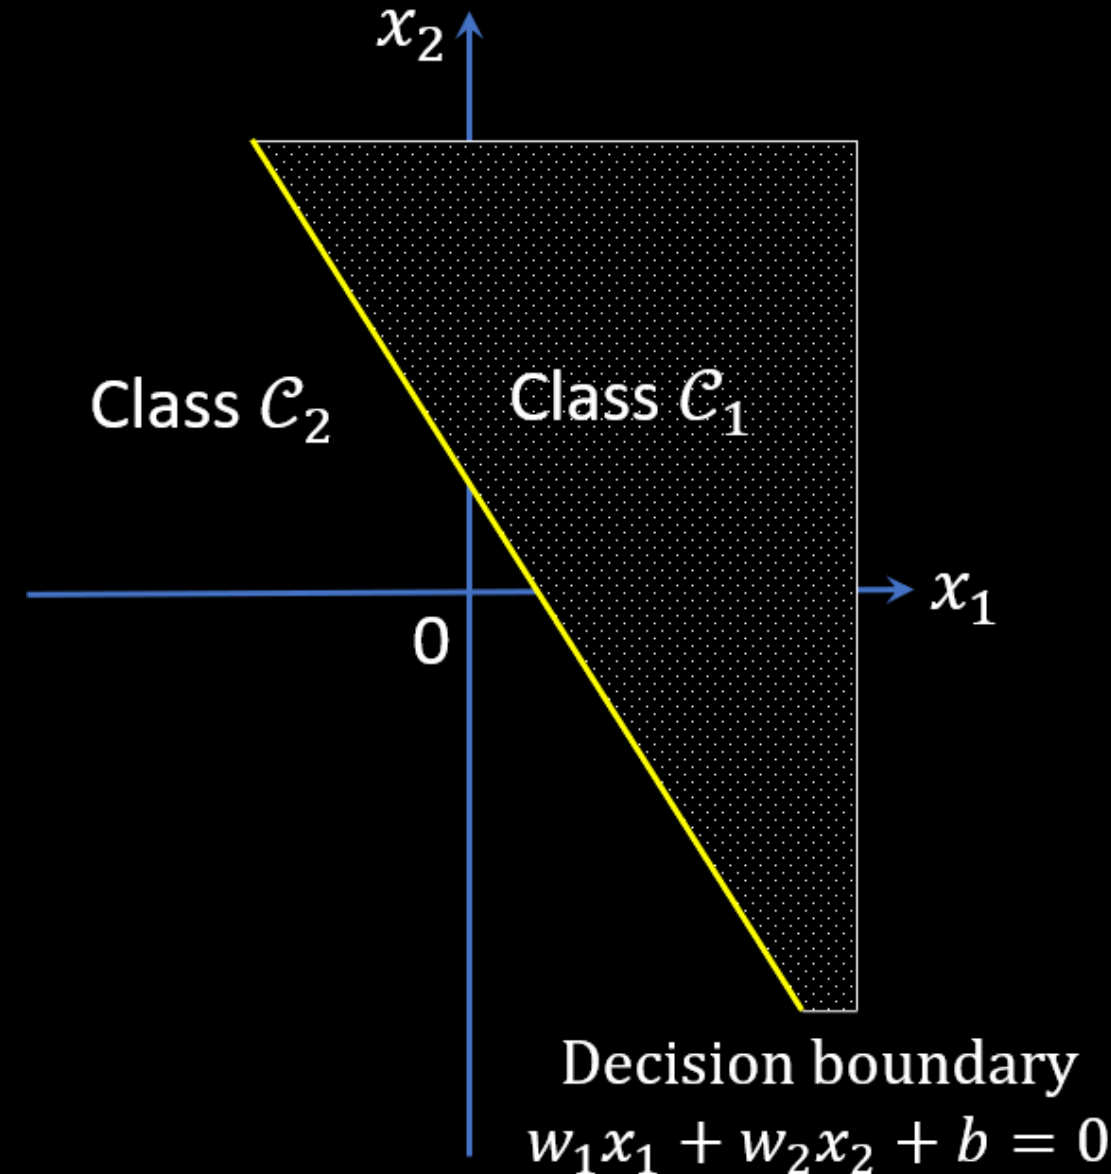 x₂
Class 𝒞₂
Class 𝒞₁
x₁
0
Decision boundary
w₁x₁ + w₂x₂ + b = 0